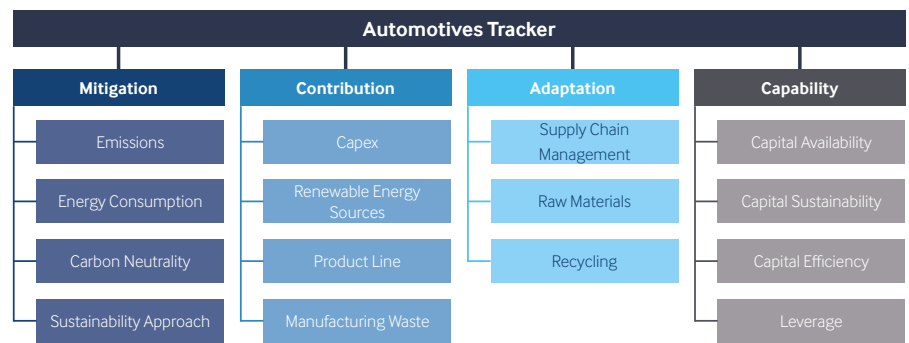 Automotives Tracker
Mitigation
Emissions
Energy Consumption
Carbon Neutrality
Sustainability Approach
Contribution
Capex
Renewable Energy
Sources
Product Line
Manufacturing Waste
Adaptation
Supply Chain
Management
Raw Materials
Recycling
Capability
Capital Availability
Capital Sustainability
Capital Efficiency
Leverage